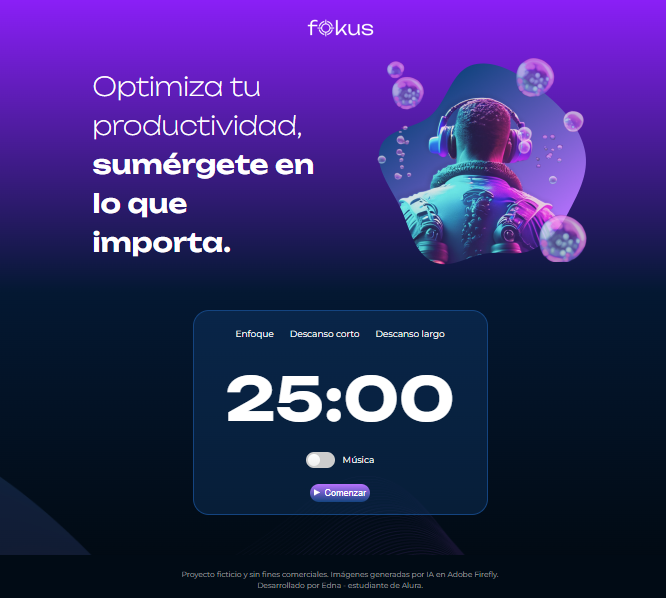 fokus
Optimiza tu
productividad,
sumérgete en
lo que
importa.
Enfoque Descanso corto Descanso largo
25:00
Música
Comenzar
Proyecto ficticio y sin fines comerciales. Imágenes generadas por IA en Adobe Firefly.
Desarrollado por Edna - estudiante de Alura.